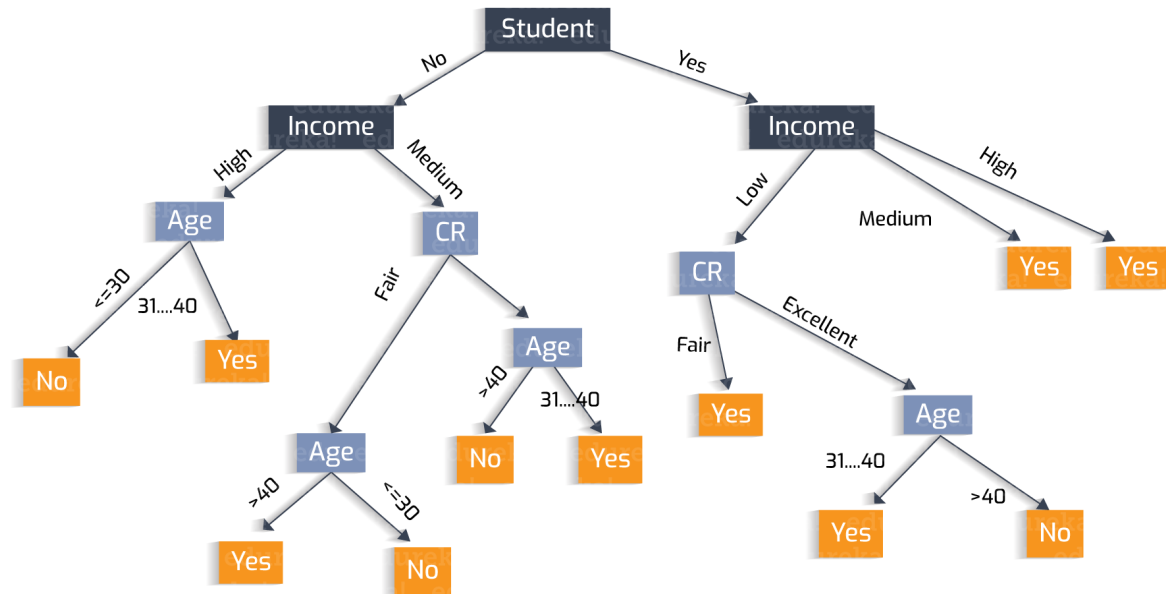 Student
No
Yes
Income
Income
High
Medium
Low
Medium
High
Age
CR
CR
Yes
Yes
<=30
31....40
Fair
Fair
Excellent
No
Yes
Age
Yes
Age
>40
31....40
31....40
>40
Age
No
Yes
>40
<=30
Yes
No
Yes
No
edureka!